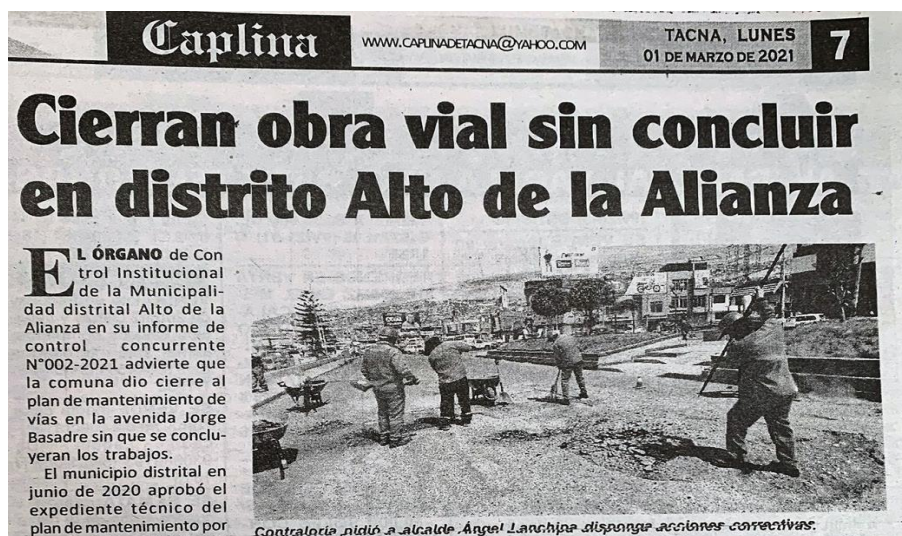 Caplina
WWW.CAPLINADETACNA@YAHOO.COM
TACNA, LUNES
01 DE MARZO DE 2021
7
Cierran obra vial sin concluir
en distrito Alto de la Alianza
EL ÓRGANO de Con
trol Institucional
de la Municipali-
dad distrital Alto de la
Alianza en su informe de
control concurrente
N°002-2021 advierte que
la comuna dio cierre al
plan de mantenimiento de
vías en la avenida Jorge
Basadre sin que se conclu-
yeran los trabajos.
El municipio distrital en
junio de 2020 aprobó el
expediente técnico del
plan de mantenimiento por
Contraloría pidió a alcalde Ángel Lanchipa disponga acciones correctivas.